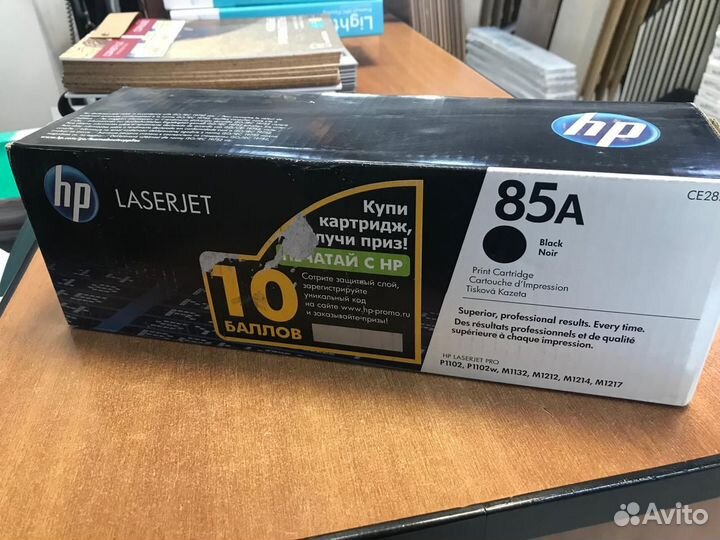 Light
hp
hp
LASERJET
Купи
картридж,
лучи приз!
ПЕЧАТАЙ С HP
10
БАЛЛОВ
Сотрите защитный слой,
зарегистрируйте
уникальный код
на сайте www.hp-promo.ru
и заказывайте призы!
85A
CE28
Black
Noir
Print Cartridge
Cartouche d'Impression
Tisková Kazeta
Superior, professional results. Every time.
Des résultats professionnels et de qualité
supérieure à chaque impression.
HP LASERJET PRO
P1102, P1102w, M1132, M1212, M1214, M1217
Avito